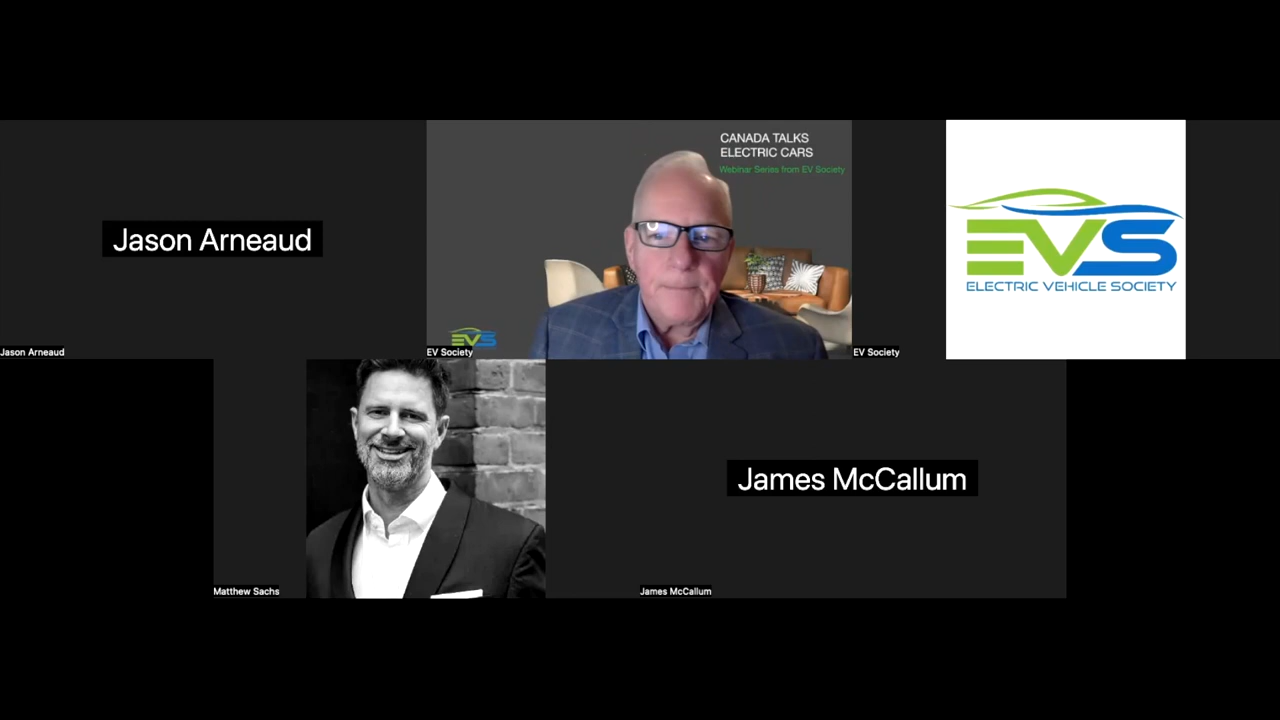 Jason Arneaud
Jason Arneaud
CANADA TALKS
ELECTRIC CARS
Webinar Series from EV Society
EVS
EV Society
EVS
ELECTRIC VEHICLE SOCIETY
EV Society
Matthew Sachs
James McCallum
James McCallum